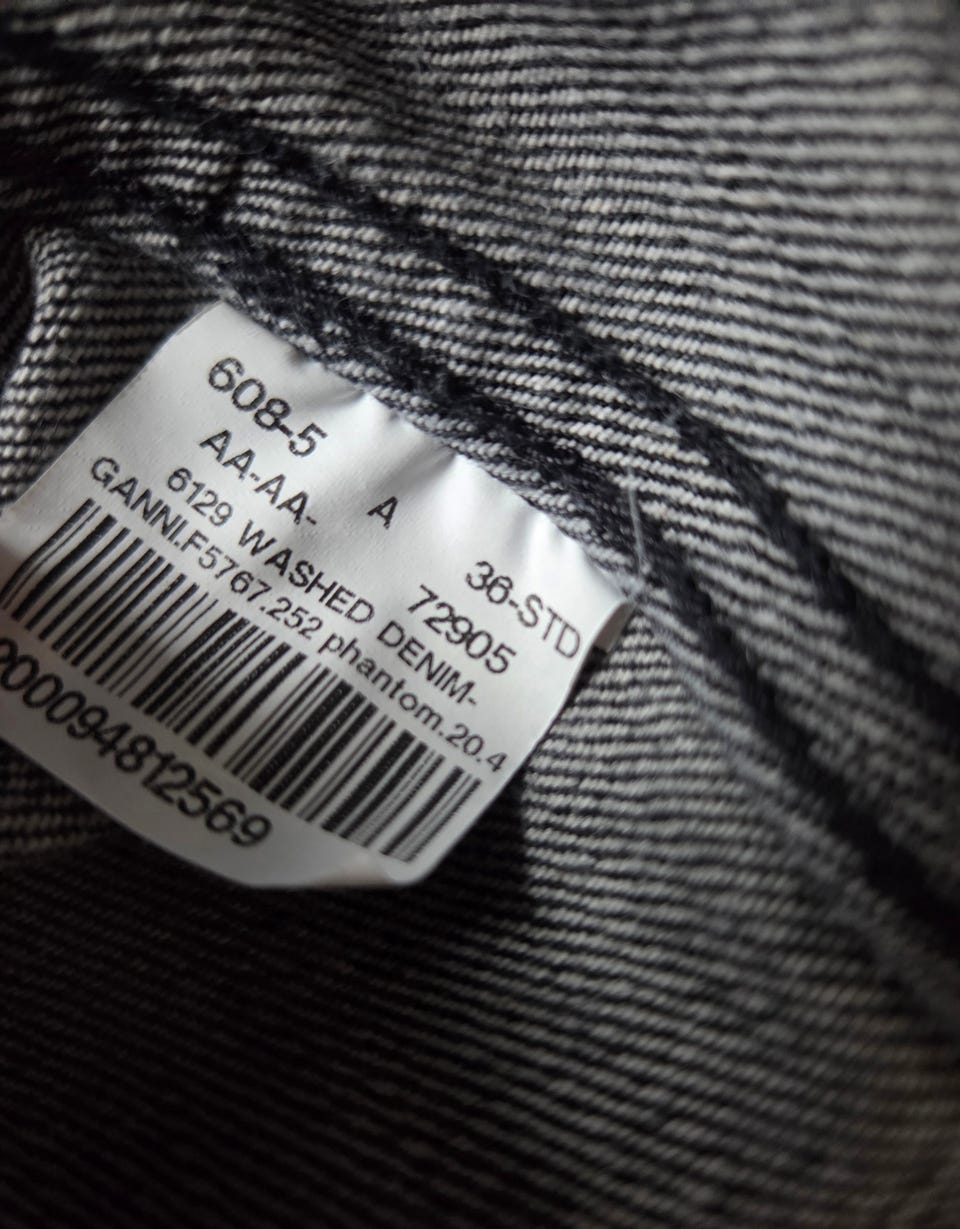 608-5 36-STD
AA-AA- A 72905
6129 WASHED DENIM-
GANNI.F5767.252 phantom.20.4
2000094812569